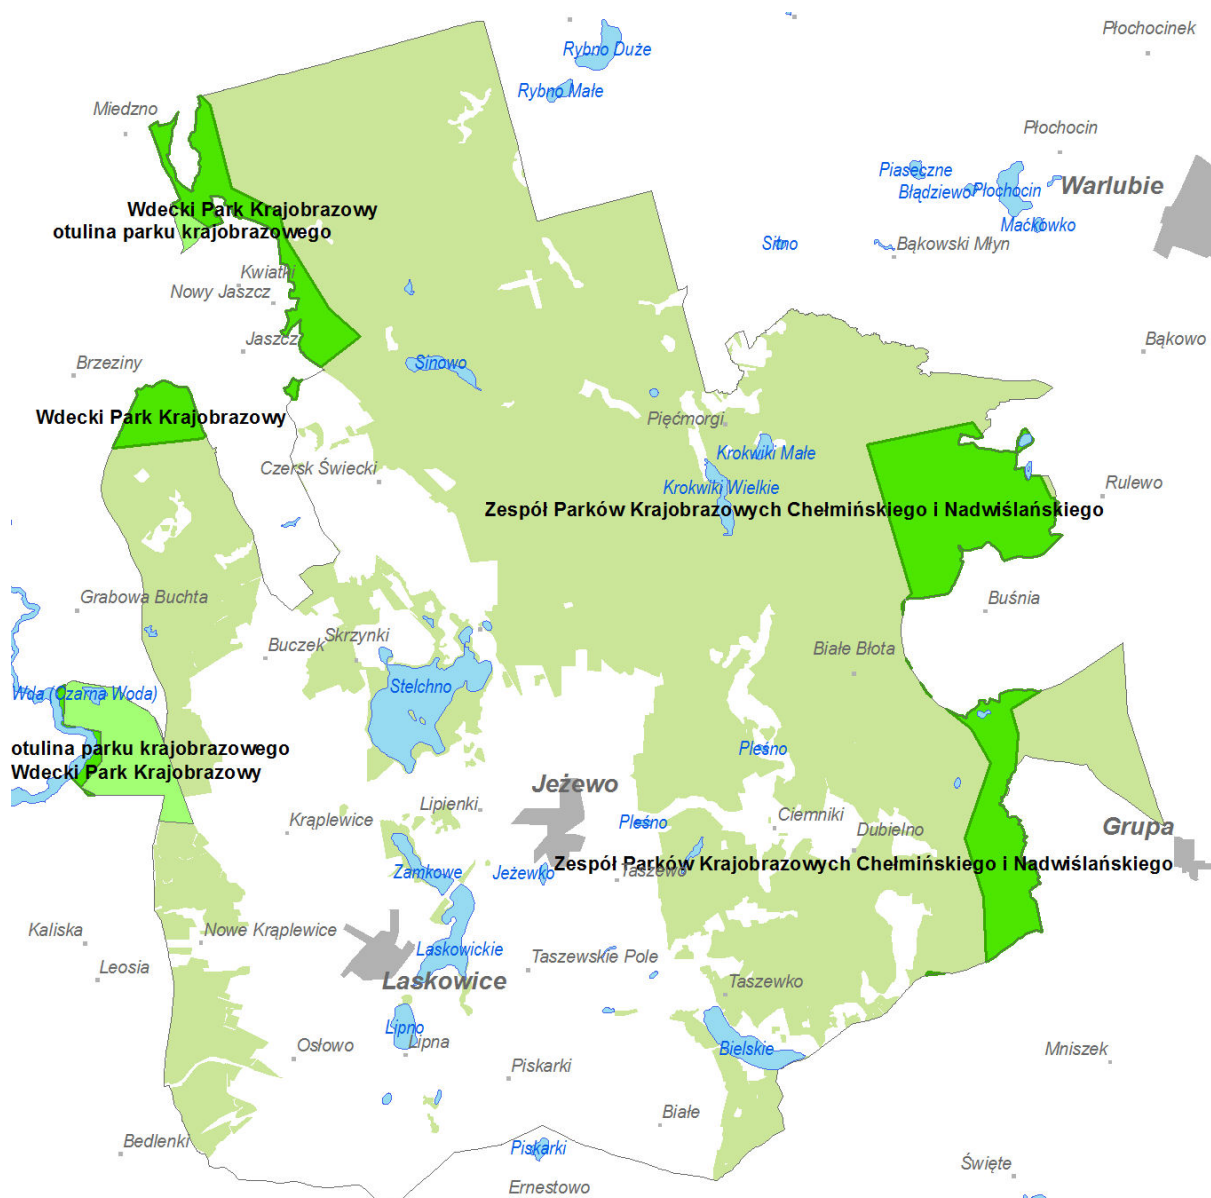 Płochocinek
Rybno Duże
Rybno Małe
Miedzno
Płochocin
Piaseczne
Błądziewo
Płochocin
Warlubie
Wdecki Park Krajobrazowy
otulina parku krajobrazowego
Maćkówko
Sitno
Bąkowski Młyn
Kwiatki
Nowy Jaszcz
Jaszcz
Bąkowo
Brzeziny
Sinowo
Wdecki Park Krajobrazowy
Pięćmorgi
Krokwiki Małe
Czersk Świecki
Krokwiki Wielkie
Rulewo
Zespół Parków Krajobrazowych Chełmińskiego i Nadwiślańskiego
Grabowa Buchta
Buśnia
Buczek
Skrzynki
Białe Błota
Stelchno
Wda (Czarna Woda)
otulina parku krajobrazowego
Wdecki Park Krajobrazowy
Pleśno
Jeżewo
Lipienki
Krąplewice
Pleśno
Ciemniki
Dubielno
Grupa
Zespół Parków Krajobrazowych Chełmińskiego i Nadwiślańskiego
Zamkowe
Jeżewko
Taszewo
Kaliska
Nowe Krąplewice
Laskowickie
Taszewskie Pole
Leosia
Laskowice
Taszewko
Lipno
Lipna
Osłowo
Bielskie
Mniszek
Piskarki
Białe
Bedlenki
Piskarki
Święte
Ernestowo